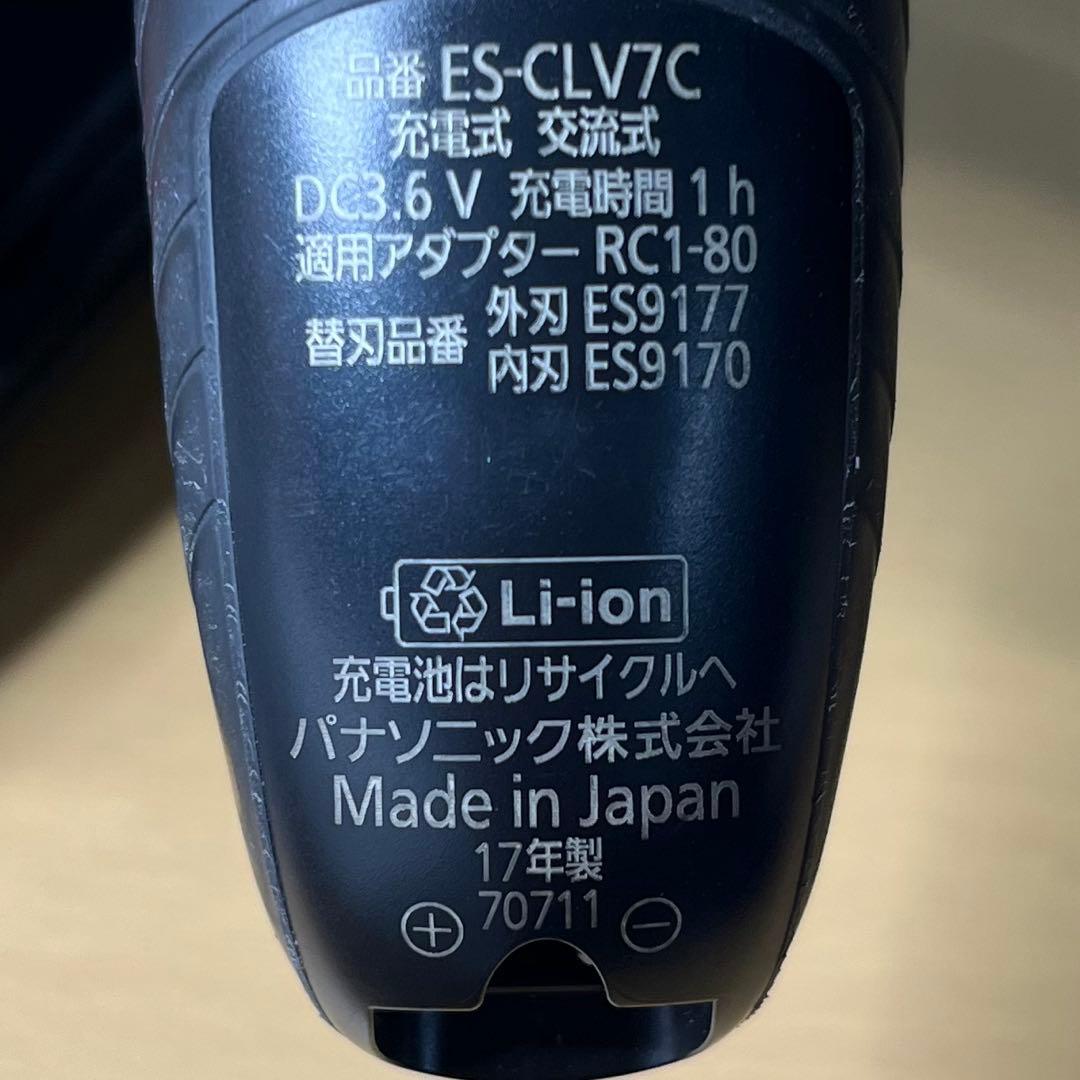 品番 ES-CLV7C
充電式 交流式
DC3.6 V 充電時間 1 h
適用アダプター RC1-80
替刃品番 外刃 ES9177
内刃 ES9170
Li-ion
充電池はリサイクルへ
パナソニック株式会社
Made in Japan
17年製
70711